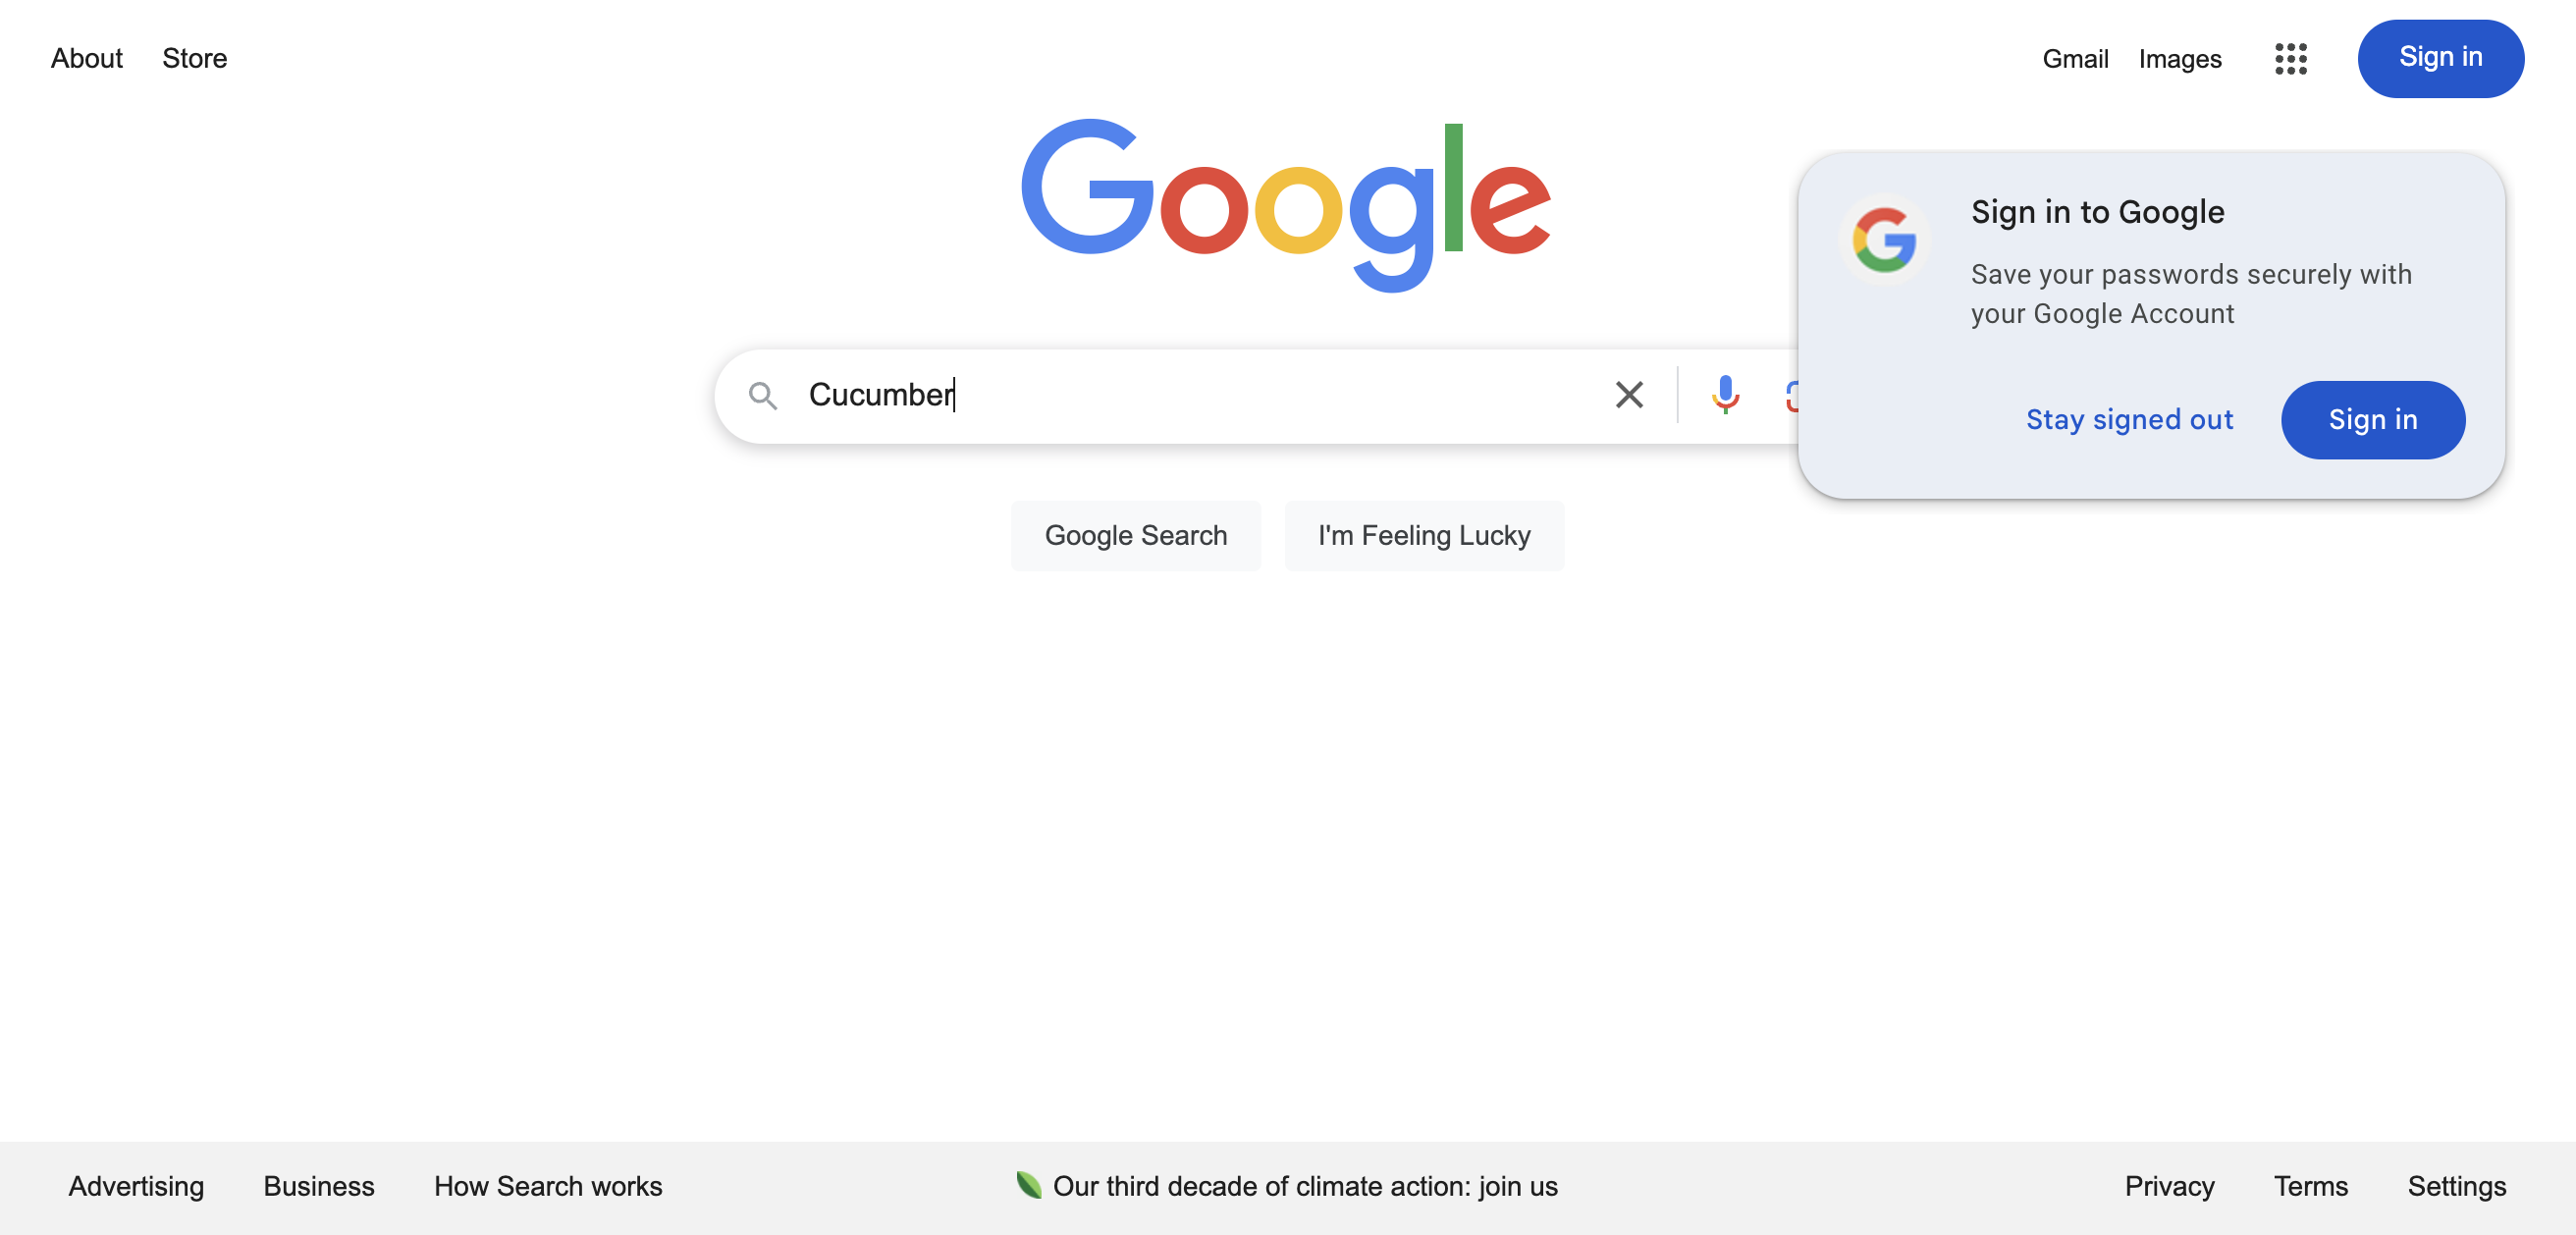 About Store
Gmail Images Sign in
Google
Sign in to Google
Save your passwords securely with
your Google Account
Stay signed out Sign in
Cucumber
Google Search I'm Feeling Lucky
Advertising Business How Search works
Our third decade of climate action: join us
Privacy Terms Settings